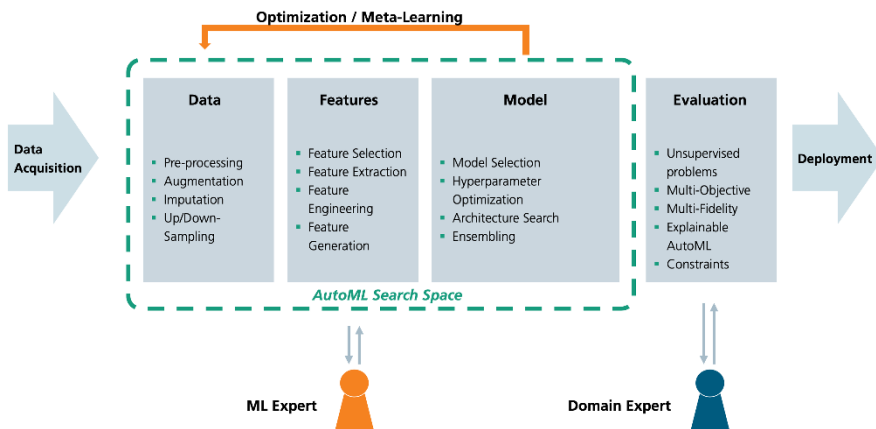 Optimization / Meta-Learning
Data
Acquisition
Data
Pre-processing
Augmentation
Imputation
Up/Down-
Sampling
Features
Feature Selection
Feature Extraction
Feature
Engineering
Feature
Generation
Model
Model Selection
Hyperparameter
Optimization
Architecture Search
Ensembling
AutoML Search Space
Evaluation
Unsupervised
problems
Multi-Objective
Multi-Fidelity
Explainable
AutoML
Constraints
Deployment
ML Expert
Domain Expert